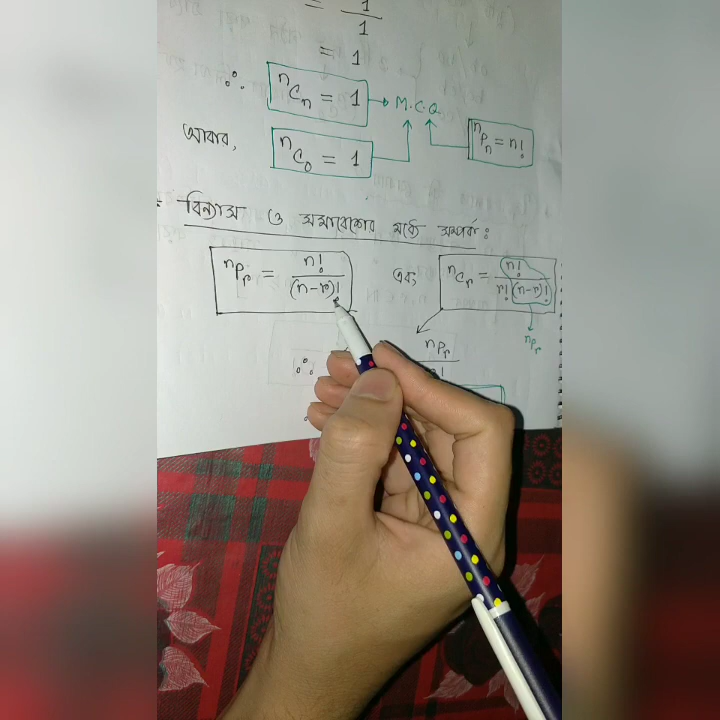 = 1/1
= 1
∴ ⁿCₙ = 1 → M.C.Q
ⁿPₙ = n!
আবার, ⁿC₀ = 1
বিন্যাস ও সমাবেশের মধ্যে সম্পর্ক :
ⁿPᵣ = n!/(n-r)! এবং ⁿCᵣ = n!/r!(n-r)!
ⁿPᵣ
∴ ⁿPᵣ